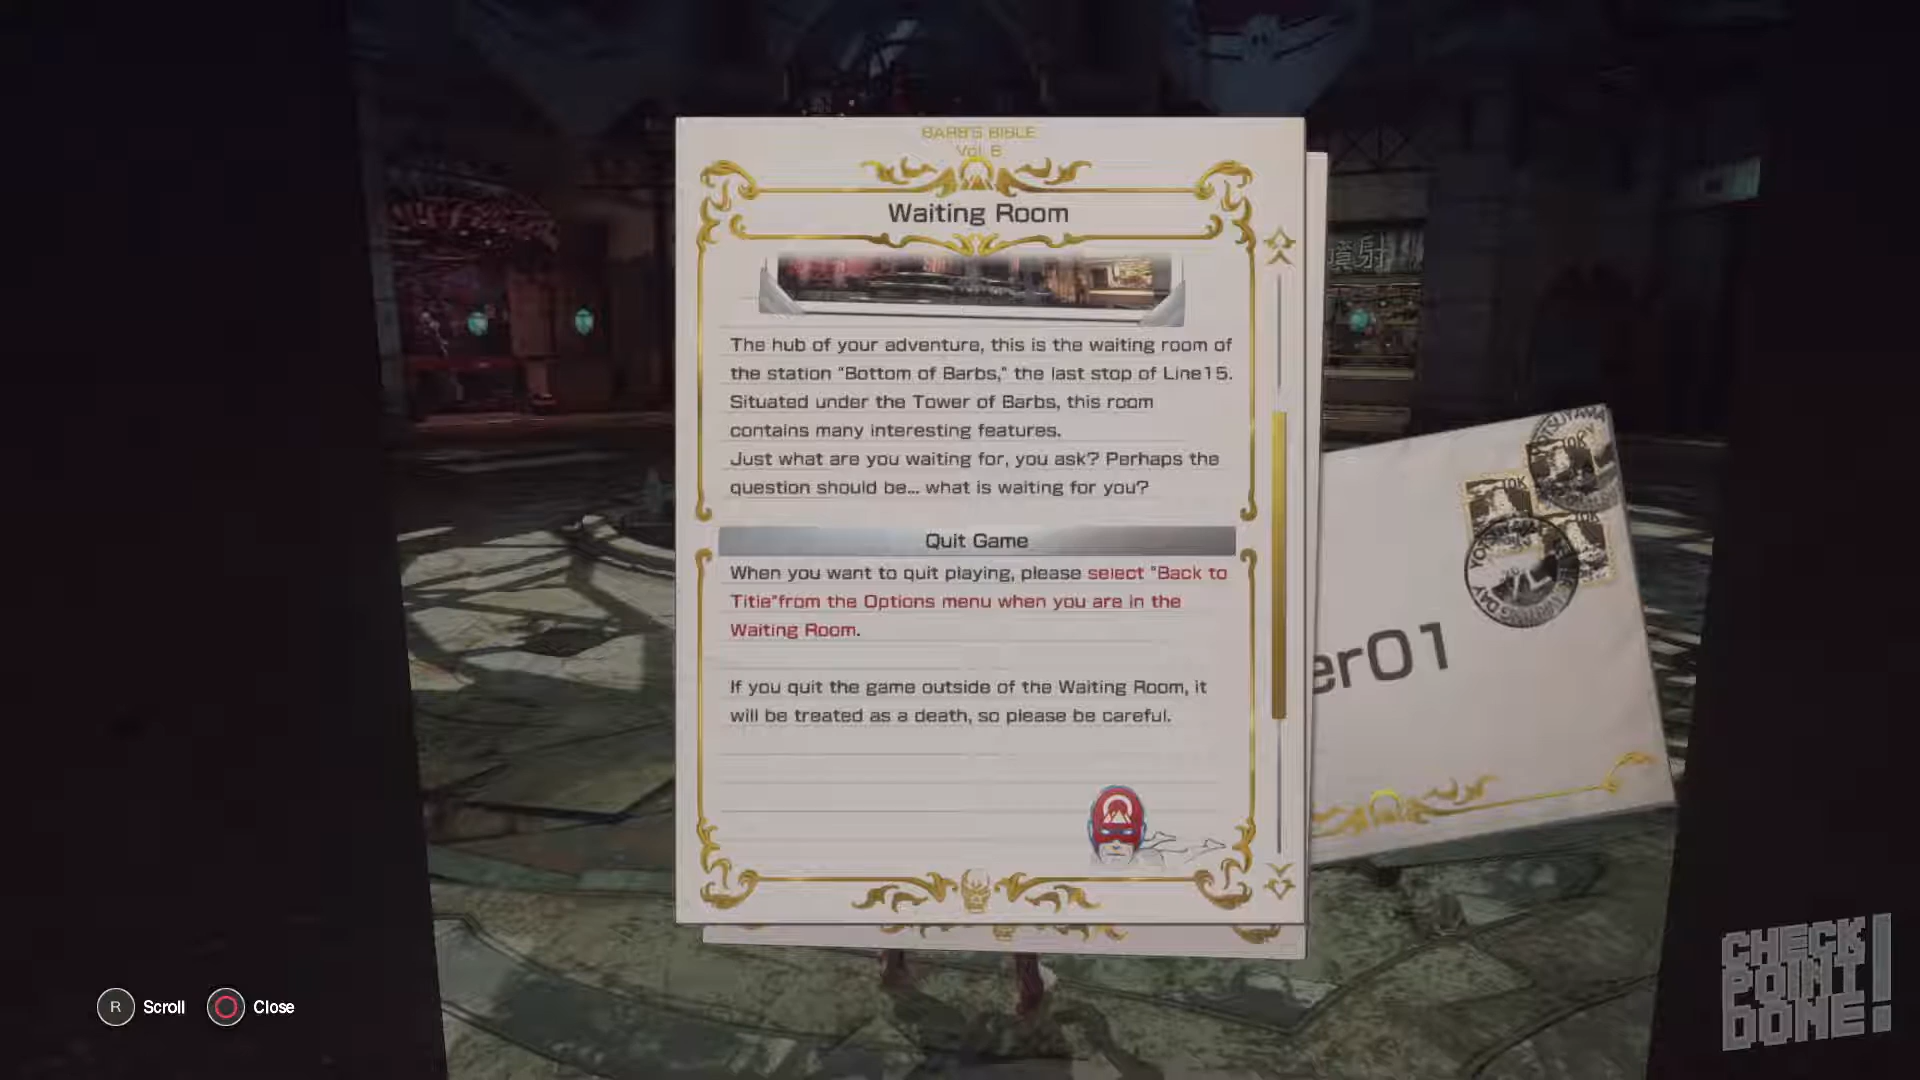 BARB'S BIBLE
Vol. 6
Waiting Room
The hub of your adventure, this is the waiting room of
the station "Bottom of Barbs," the last stop of Line15.
Situated under the Tower of Barbs, this room
contains many interesting features.
Just what are you waiting for, you ask? Perhaps the
question should be... what is waiting for you?
Quit Game
When you want to quit playing, please select "Back to
Title"from the Options menu when you are in the
Waiting Room.
If you quit the game outside of the Waiting Room, it
will be treated as a death, so please be careful.
er01
10K
10K
10K
R Scroll
Close
CHECK
POINT
DONE!